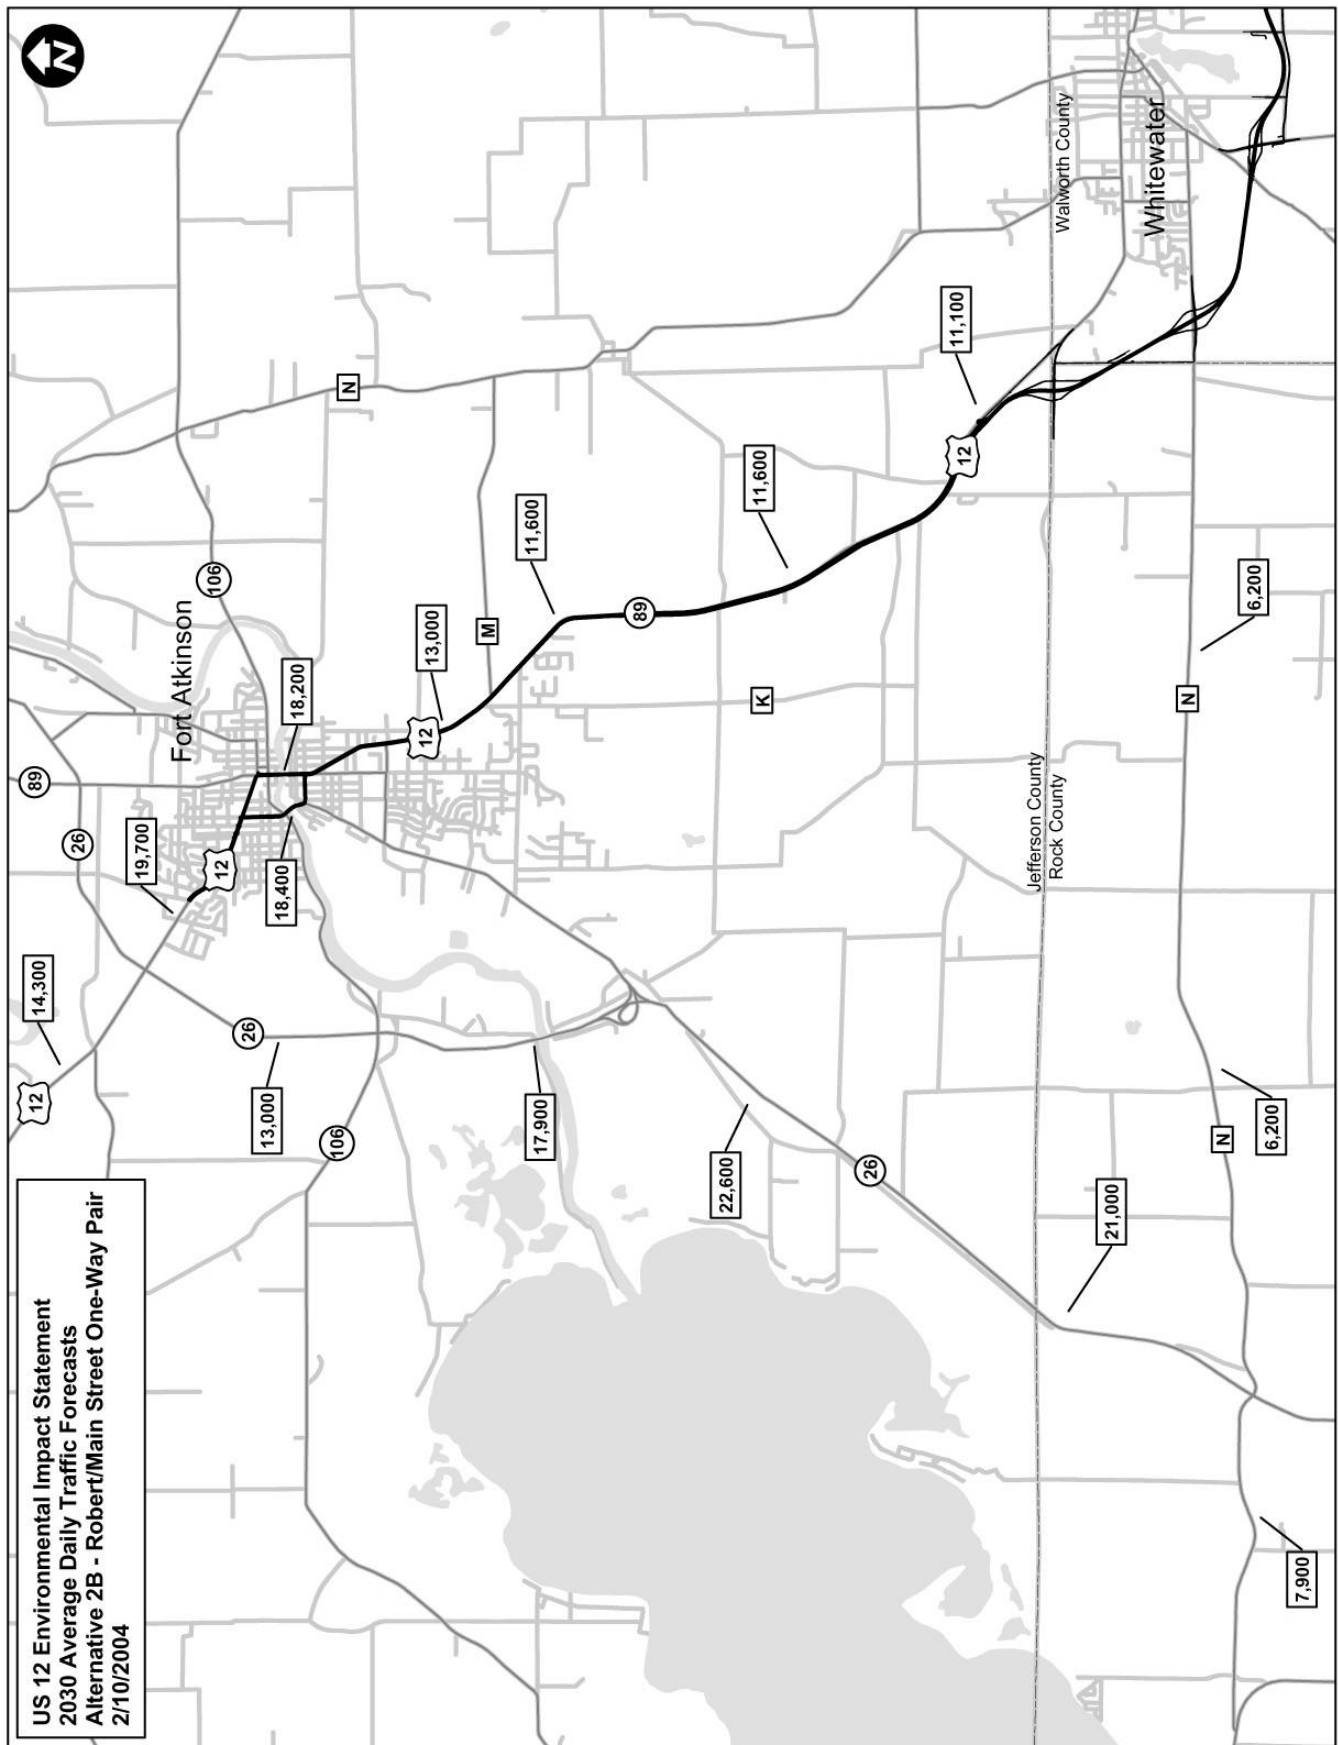 US 12 Environmental Impact Statement
2030 Average Daily Traffic Forecasts
Alternative 2B - Robert/Main Street One-Way Pair
2/10/2004
N
12
14,300
89
26
19,700
Fort Atkinson
106
12
26
13,000
18,400
18,200
106
N
12
13,000
M
11,600
17,900
89
22,600
11,600
K
26
11,100
12
Jefferson County
Rock County
Walworth County
21,000
Whitewater
N
N
6,200
6,200
7,900